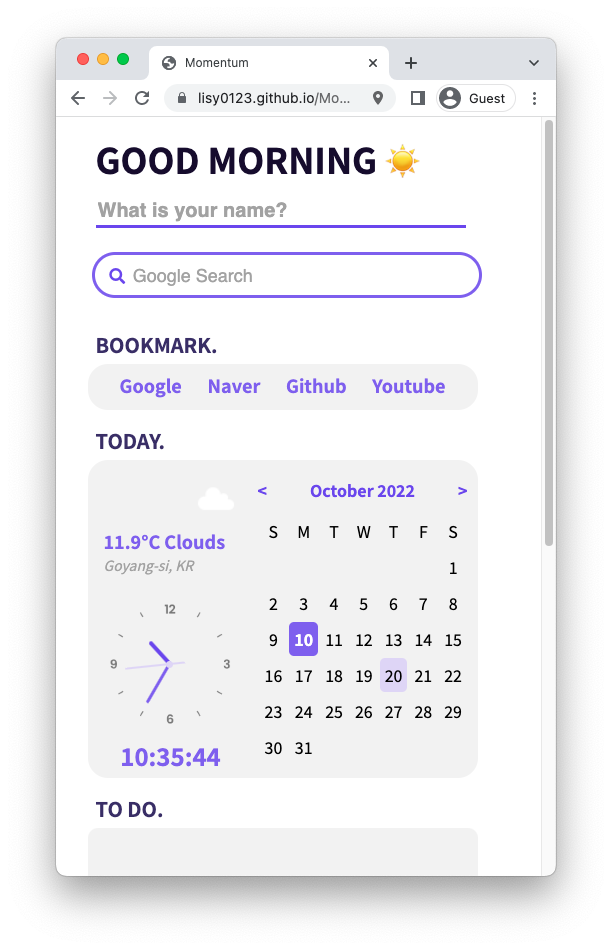 Momentum
lisy0123.github.io/Mo...
Guest
GOOD MORNING
What is your name?
Google Search
BOOKMARK.
Google Naver Github Youtube
TODAY.
< October 2022 >
S M T W T F S
1
2 3 4 5 6 7 8
9 10 11 12 13 14 15
16 17 18 19 20 21 22
23 24 25 26 27 28 29
30 31
11.9°C Clouds
Goyang-si, KR
12
9 3
6
10:35:44
TO DO.